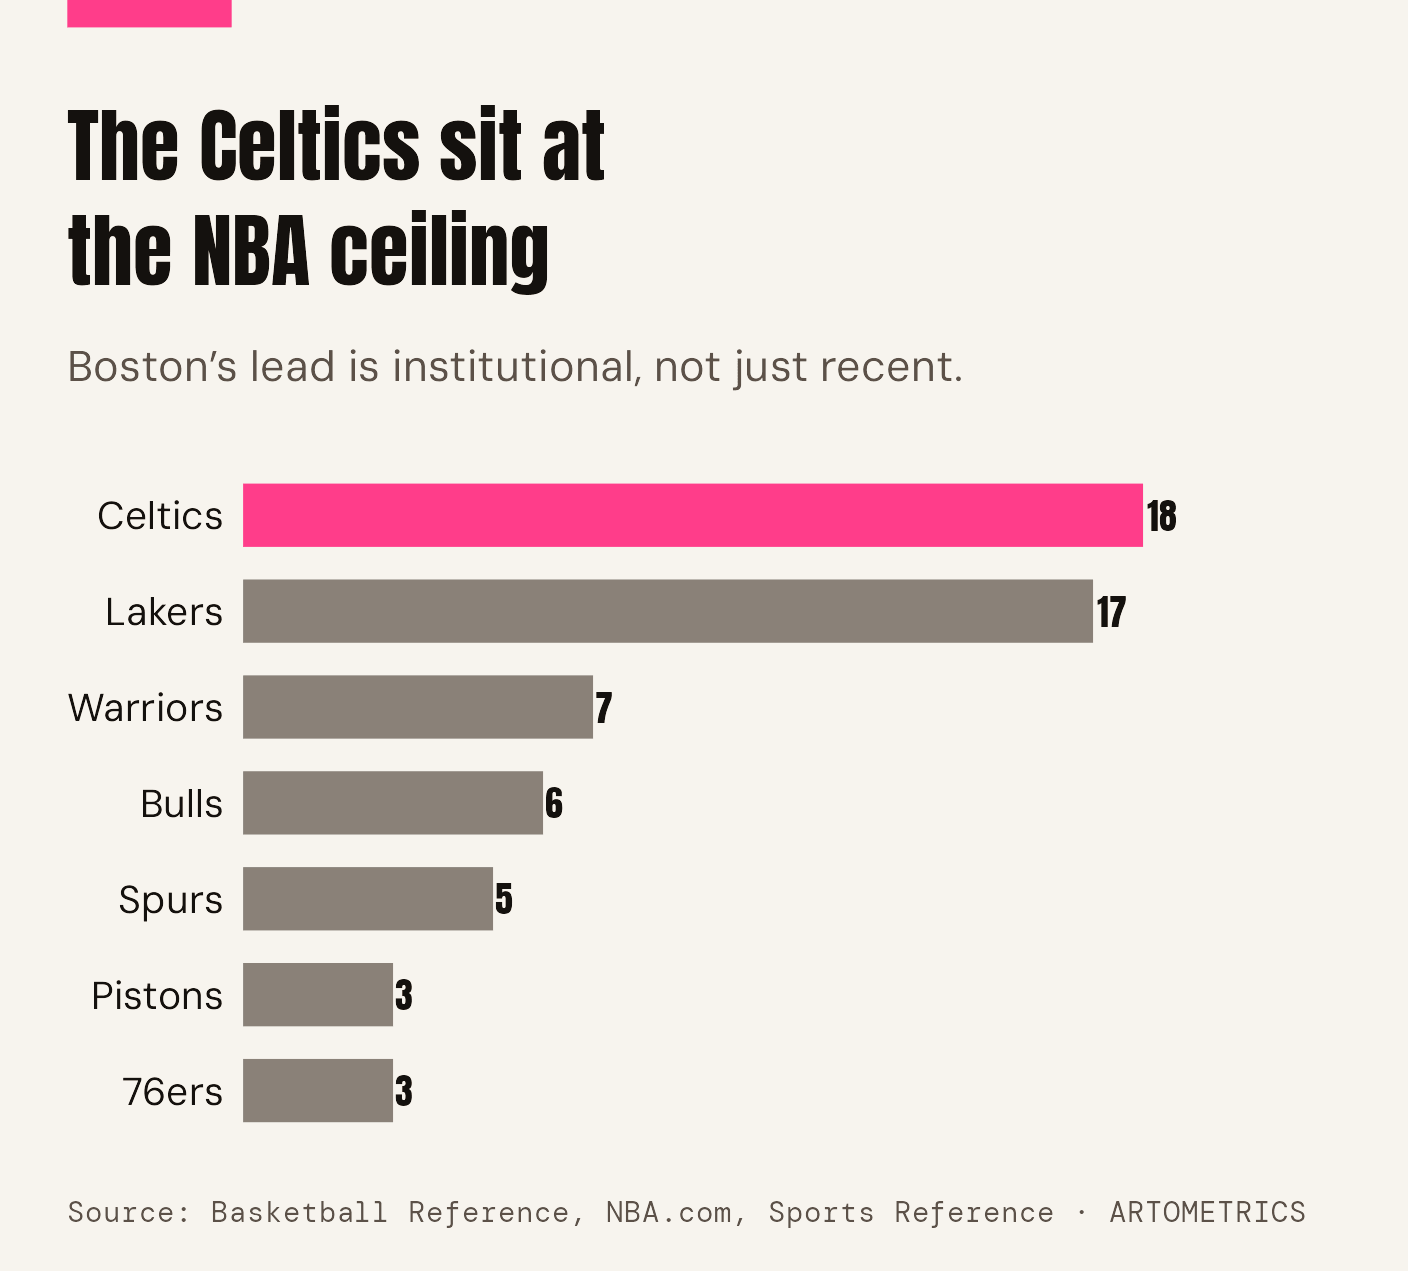 The Celtics sit at
the NBA ceiling
Boston’s lead is institutional, not just recent.
Celtics 18
Lakers 17
Warriors 7
Bulls 6
Spurs 5
Pistons 3
76ers 3
Source: Basketball Reference, NBA.com, Sports Reference · ARTOMETRICS